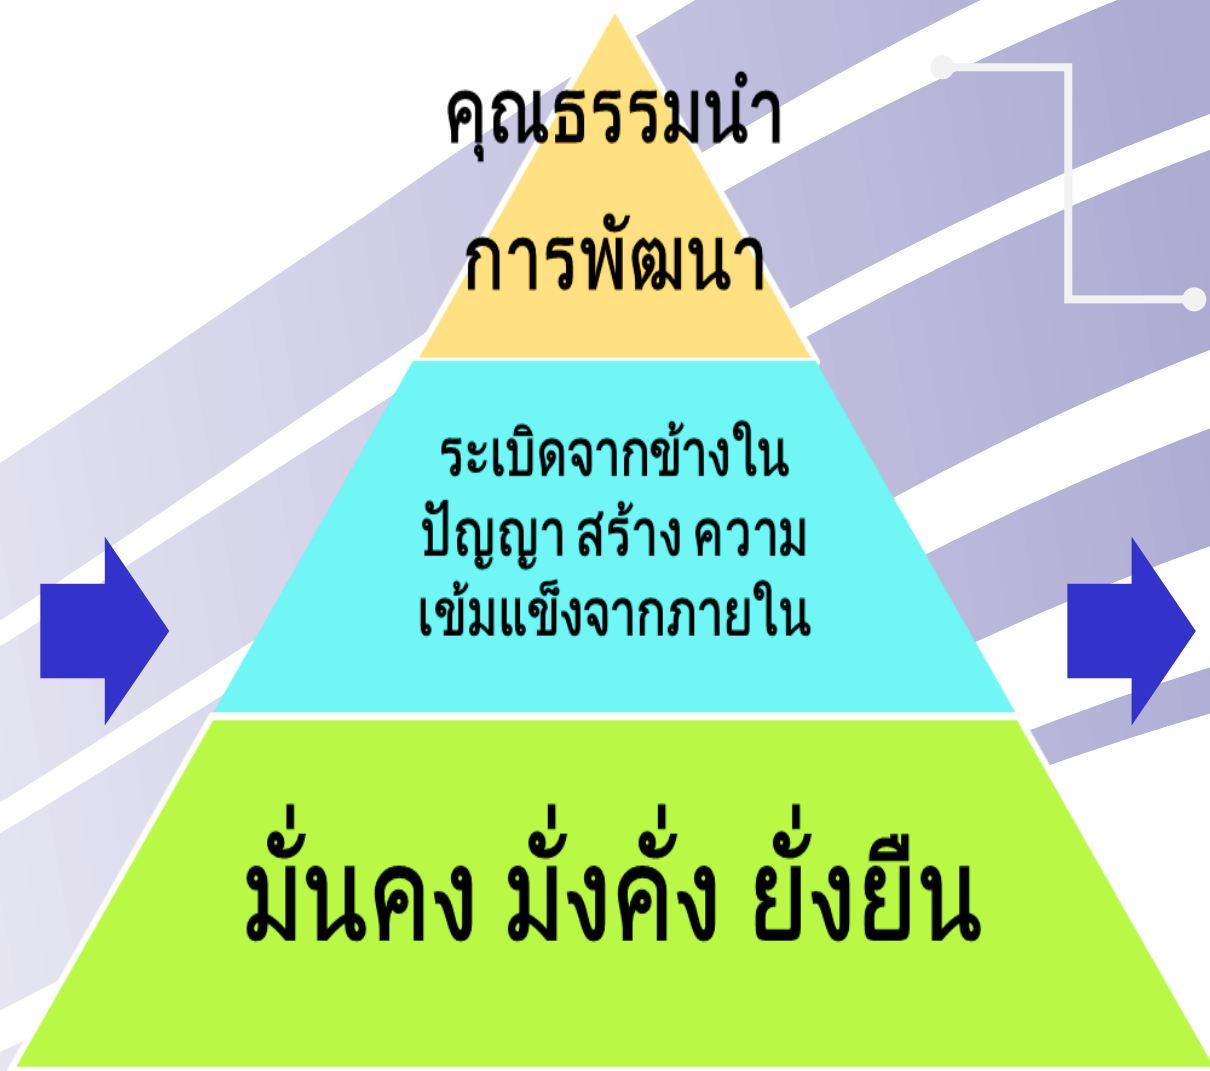 คุณธรรมนำ
การพัฒนา
ระเบิดจากข้างใน
ปัญญา สร้าง ความ
เข้มแข็งจากภายใน
มั่นคง มั่งคั่ง ยั่งยืน